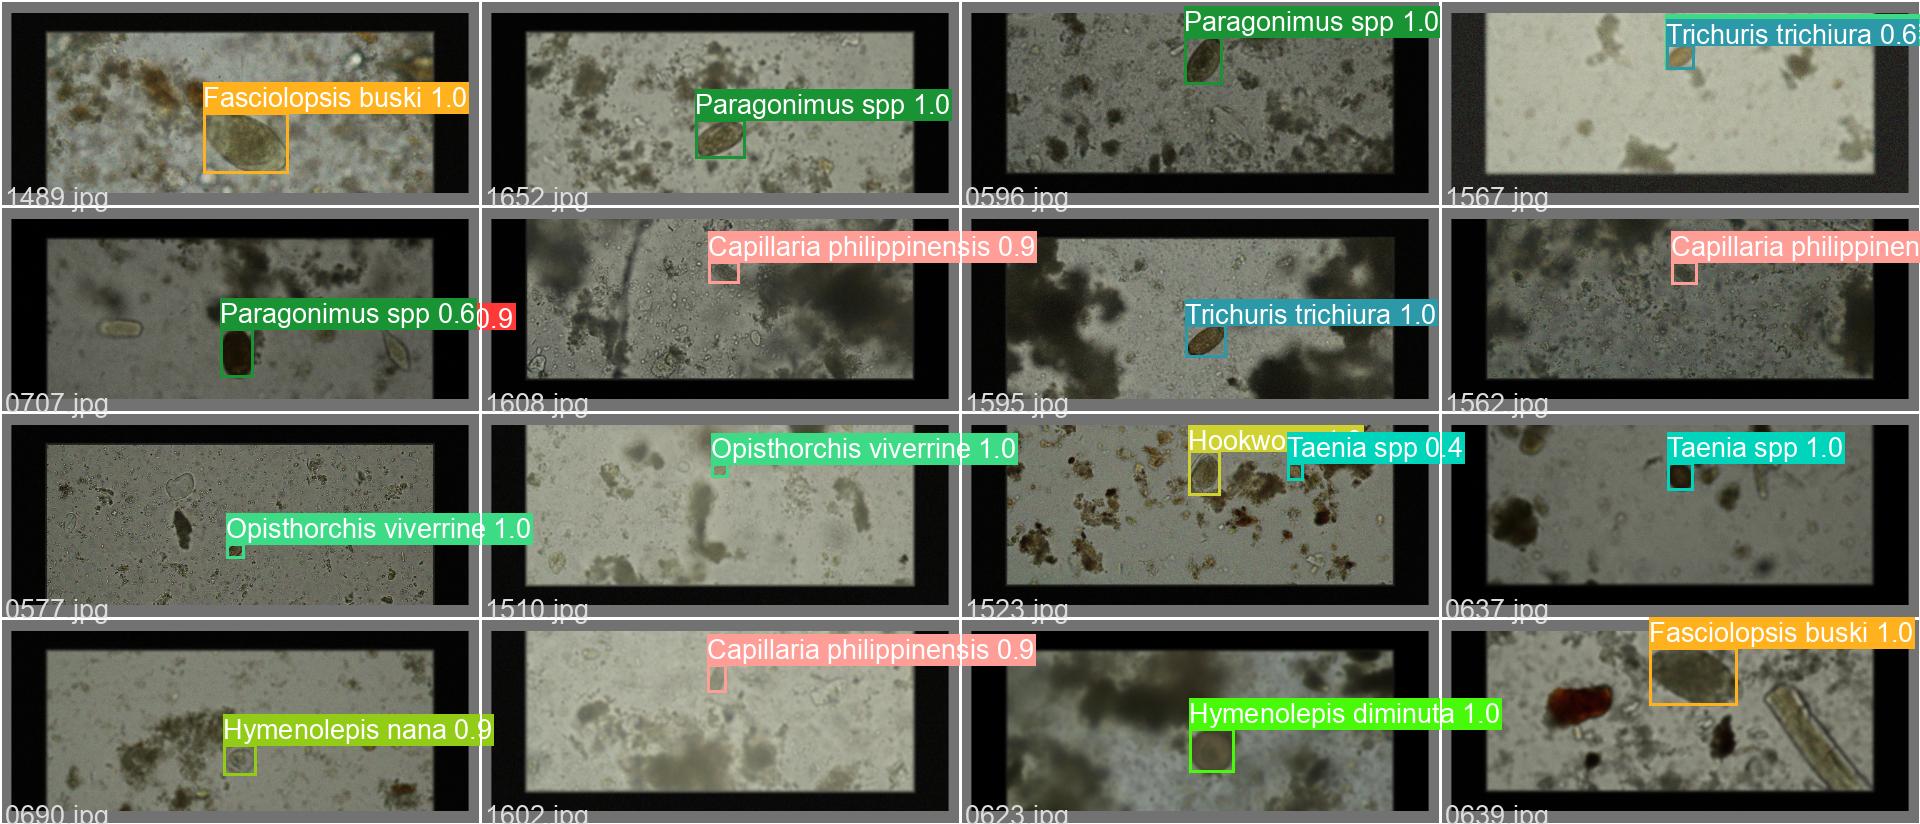 Fasciolopsis buski 1.0
1489.jpg
Paragonimus spp 1.0
1652.jpg
Paragonimus spp 1.0
0596.jpg
Trichuris trichiura 0.6
1567.jpg
Paragonimus spp 0.6
0.9
0707.jpg
Capillaria philippinensis 0.9
1608.jpg
Trichuris trichiura 1.0
1595.jpg
Capillaria philippinen
1562.jpg
Opisthorchis viverrine 1.0
0577.jpg
Opisthorchis viverrine 1.0
1510.jpg
Hookwo
Taenia spp 0.4
1523.jpg
Taenia spp 1.0
0637.jpg
Hymenolepis nana 0.9
0690.jpg
Capillaria philippinensis 0.9
1602.jpg
Hymenolepis diminuta 1.0
0623.jpg
Fasciolopsis buski 1.0
0639.jpg